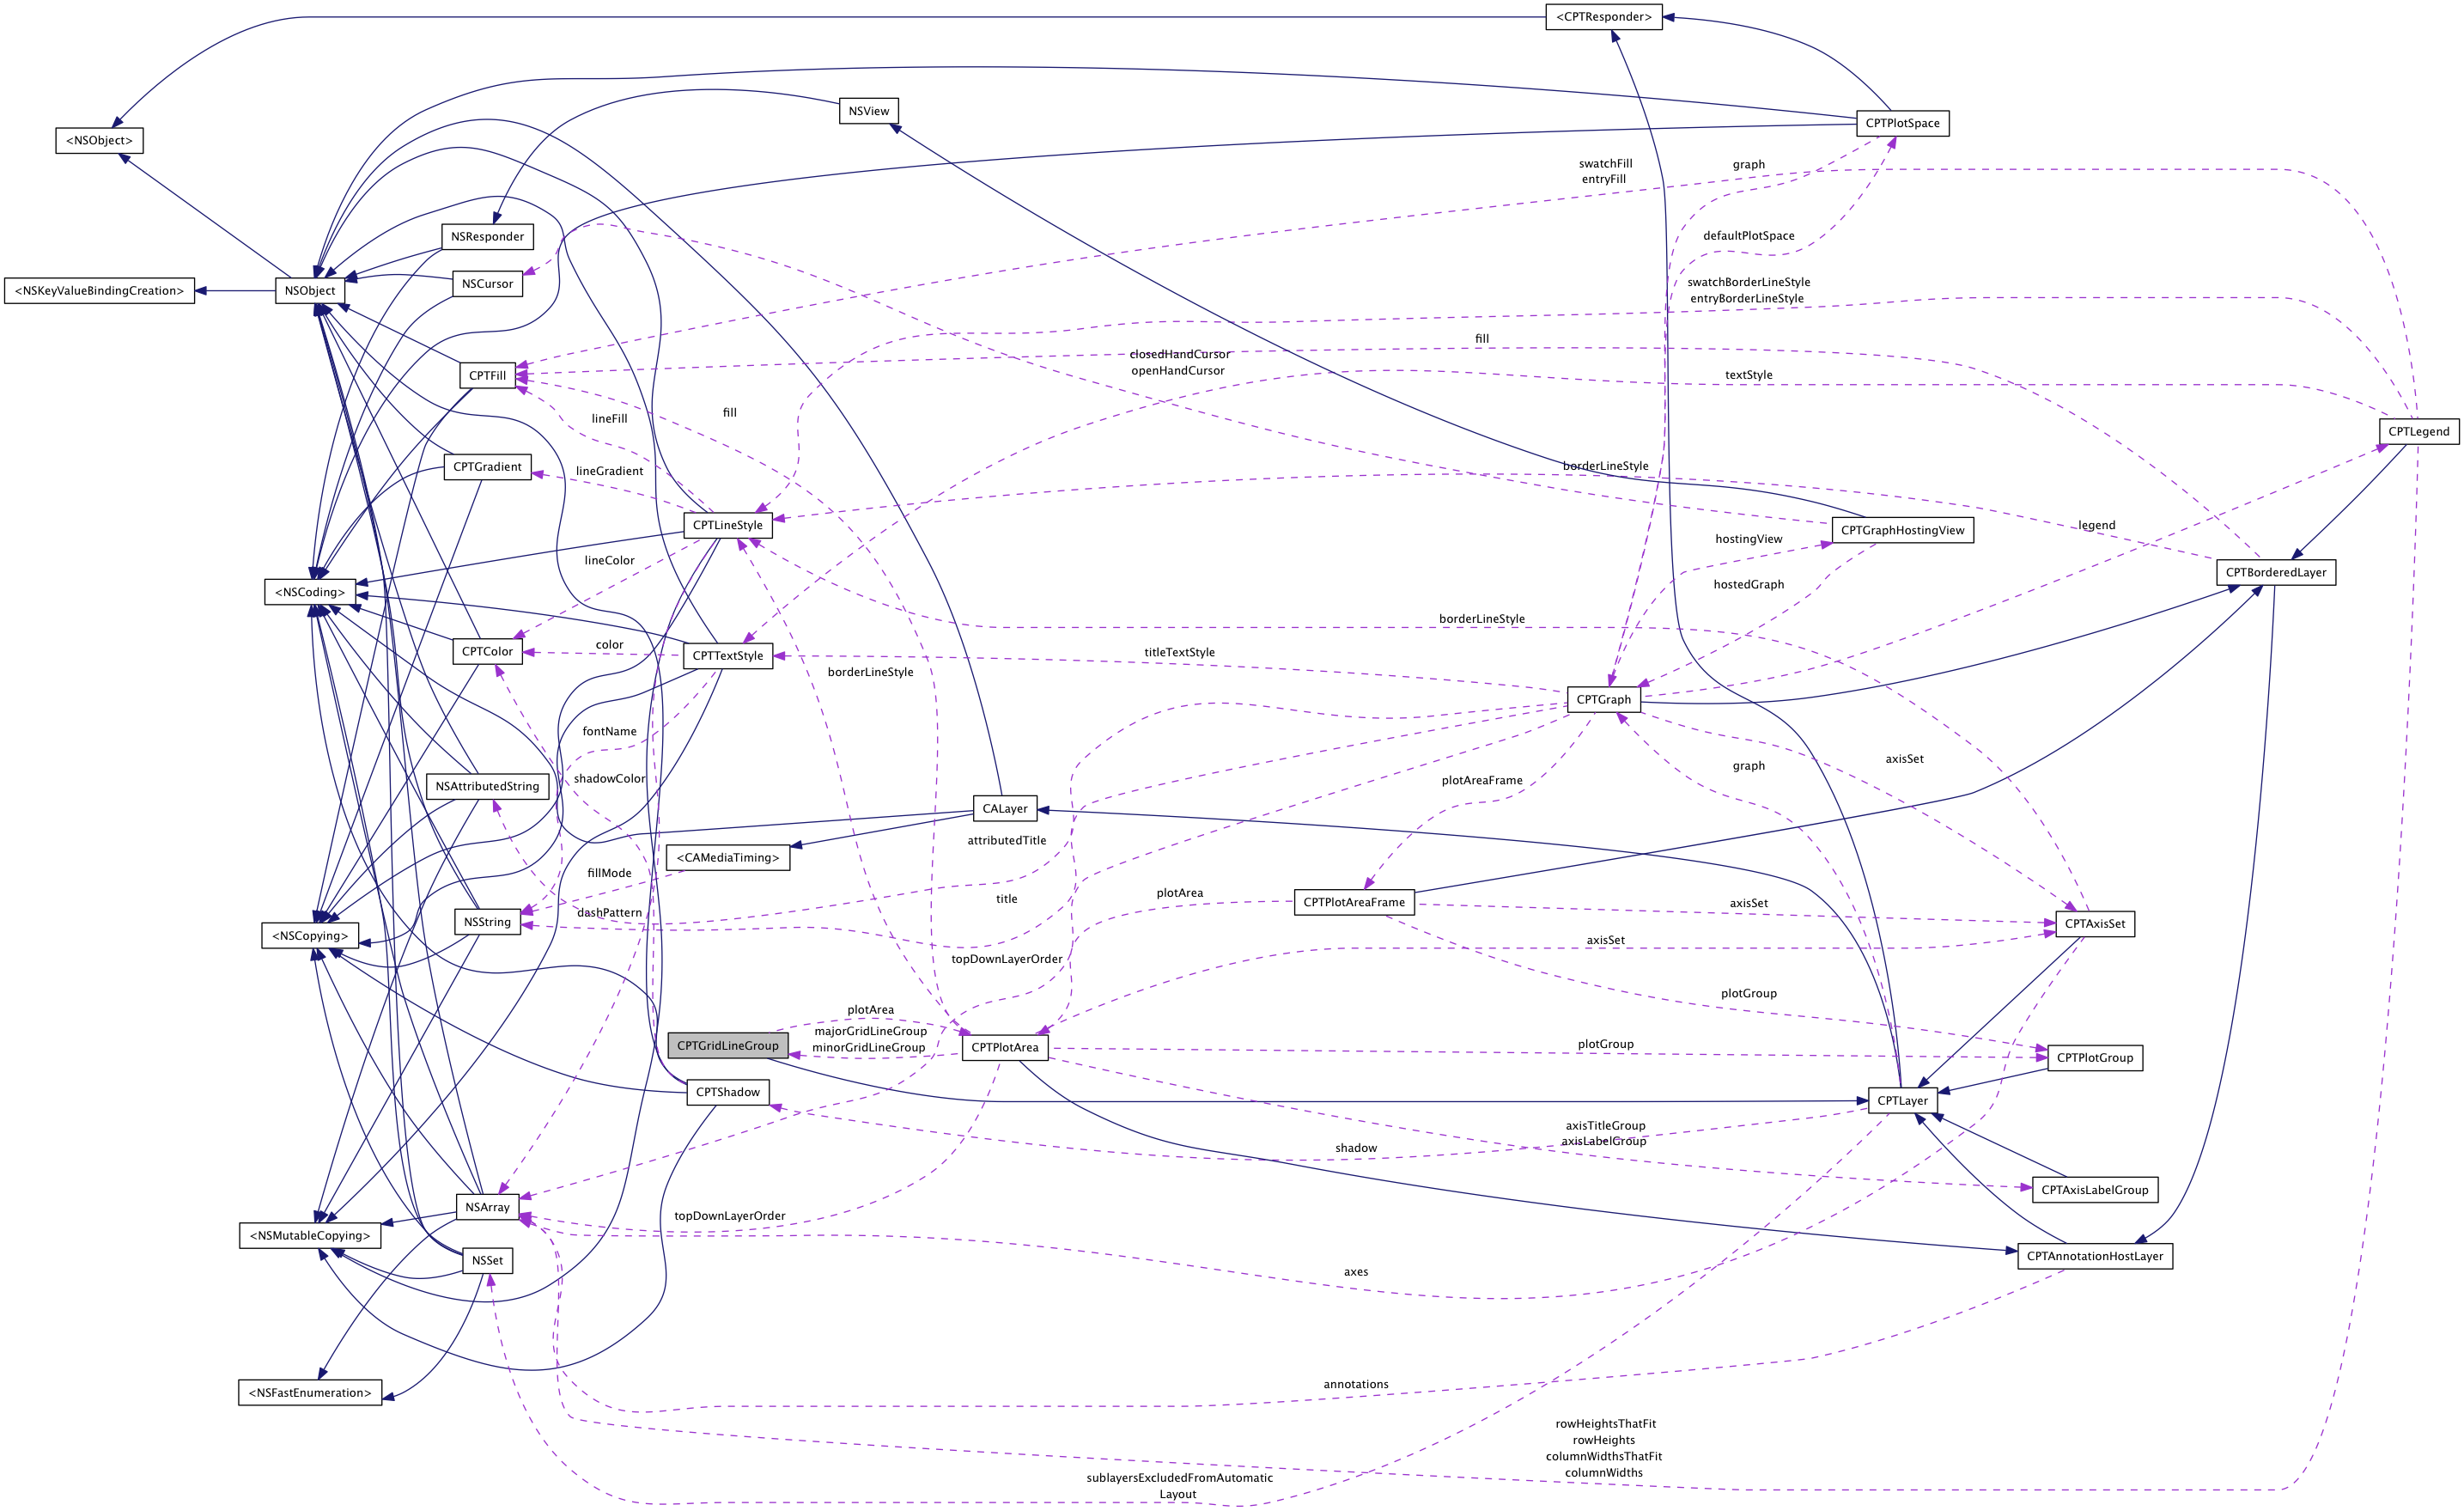 <CPTResponder>
NSView
CPTPlotSpace
<NSObject>
swatchFill
entryFill
graph
NSResponder
defaultPlotSpace
<NSKeyValueBindingCreation>
NSObject
NSCursor
swatchBorderLineStyle
entryBorderLineStyle
fill
closedHandCursor
openHandCursor
CPTFill
textStyle
lineFill
fill
CPTLegend
CPTGradient
lineGradient
borderLineStyle
CPTLineStyle
legend
CPTGraphHostingView
hostingView
lineColor
hostedGraph
CPTBorderedLayer
<NSCoding>
borderLineStyle
CPTColor
color
CPTTextStyle
titleTextStyle
borderLineStyle
CPTGraph
fontName
axisSet
graph
shadowColor
plotAreaFrame
NSAttributedString
CALayer
attributedTitle
<CAMediaTiming>
fillMode
plotArea
title
CPTPlotAreaFrame
axisSet
dashPattern
NSString
CPTAxisSet
<NSCopying>
axisSet
topDownLayerOrder
plotGroup
plotArea
majorGridLineGroup
minorGridLineGroup
CPTGridLineGroup
CPTPlotArea
plotGroup
CPTPlotGroup
CPTShadow
CPTLayer
axisTitleGroup
axisLabelGroup
shadow
CPTAxisLabelGroup
NSArray
topDownLayerOrder
<NSMutableCopying>
NSSet
CPTAnnotationHostLayer
axes
annotations
<NSFastEnumeration>
rowHeightsThatFit
rowHeights
columnWidthsThatFit
columnWidths
sublayersExcludedFromAutomatic
Layout